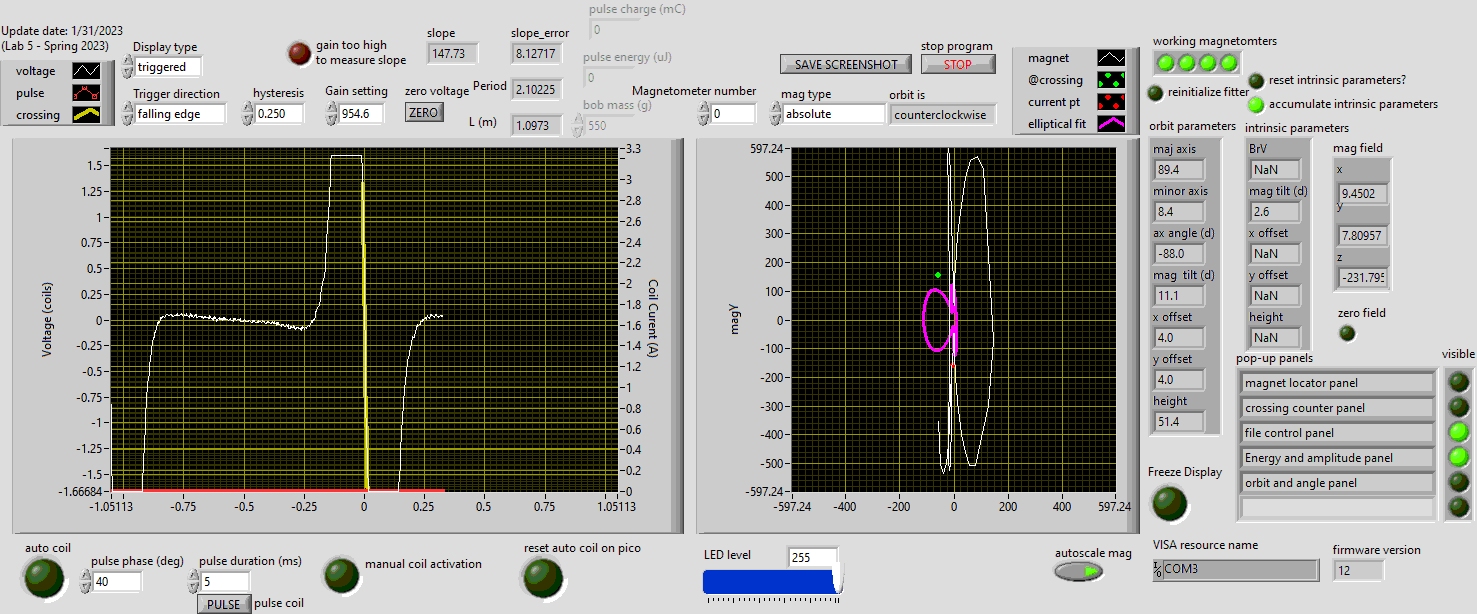 pulse charge (mC)
0
Update date: 1/31/2023
(Lab 5 - Spring 2023)
voltage
pulse
crossing
Display type
triggered
Trigger direction
falling edge
gain too high
to measure slope
slope
147.73
slope_error
8.12717
pulse energy (uJ)
0
hysteresis
0.250
Gain setting
954.6
zero voltage
ZERO
Period
2.10225
L (m)
1.0973
bob mass (g)
550
Magnetometer number
0
SAVE SCREENSHOT
stop program
STOP
mag type
absolute
orbit is
counterclockwise
magnet
@crossing
current pt
elliptical fit
working magnetomters
reinitialize fitter
reset intrinsic parameters?
accumulate intrinsic parameters
orbit parameters
maj axis
89.4
minor axis
8.4
ax angle (d)
-88.0
mag tilt (d)
11.1
x offset
4.0
y offset
4.0
height
51.4
intrinsic parameters
BrV
NaN
mag tilt (d)
2.6
x offset
NaN
y offset
NaN
height
NaN
mag field
x
9.4502
y
7.80957
z
-231.795
zero field
pop-up panels
visible
magnet locator panel
crossing counter panel
file control panel
Energy and amplitude panel
orbit and angle panel
Voltage (coils)
1.5
1.25
1
0.75
0.5
0.25
0
-0.25
-0.5
-0.75
-1
-1.25
-1.5
-1.66684
-1.05113 -0.75 -0.5 -0.25 0 0.25 0.5 0.75 1.05113
3.3
3
2.8
2.6
2.4
2.2
2
1.8
1.6
1.4
1.2
1
0.8
0.6
0.4
0.2
0
Coil Curent (A)
magy
597.24
500
400
300
200
100
0
-100
-200
-300
-400
-500
-597.24
-597.24 -400 -200 0 200 400 597.24
Freeze Display
auto coil
pulse phase (deg)
40
pulse duration (ms)
5
PULSE
pulse coil
manual coil activation
reset auto coil on pico
LED level
255
autoscale mag
VISA resource name
I/0 COM3
firmware version
12